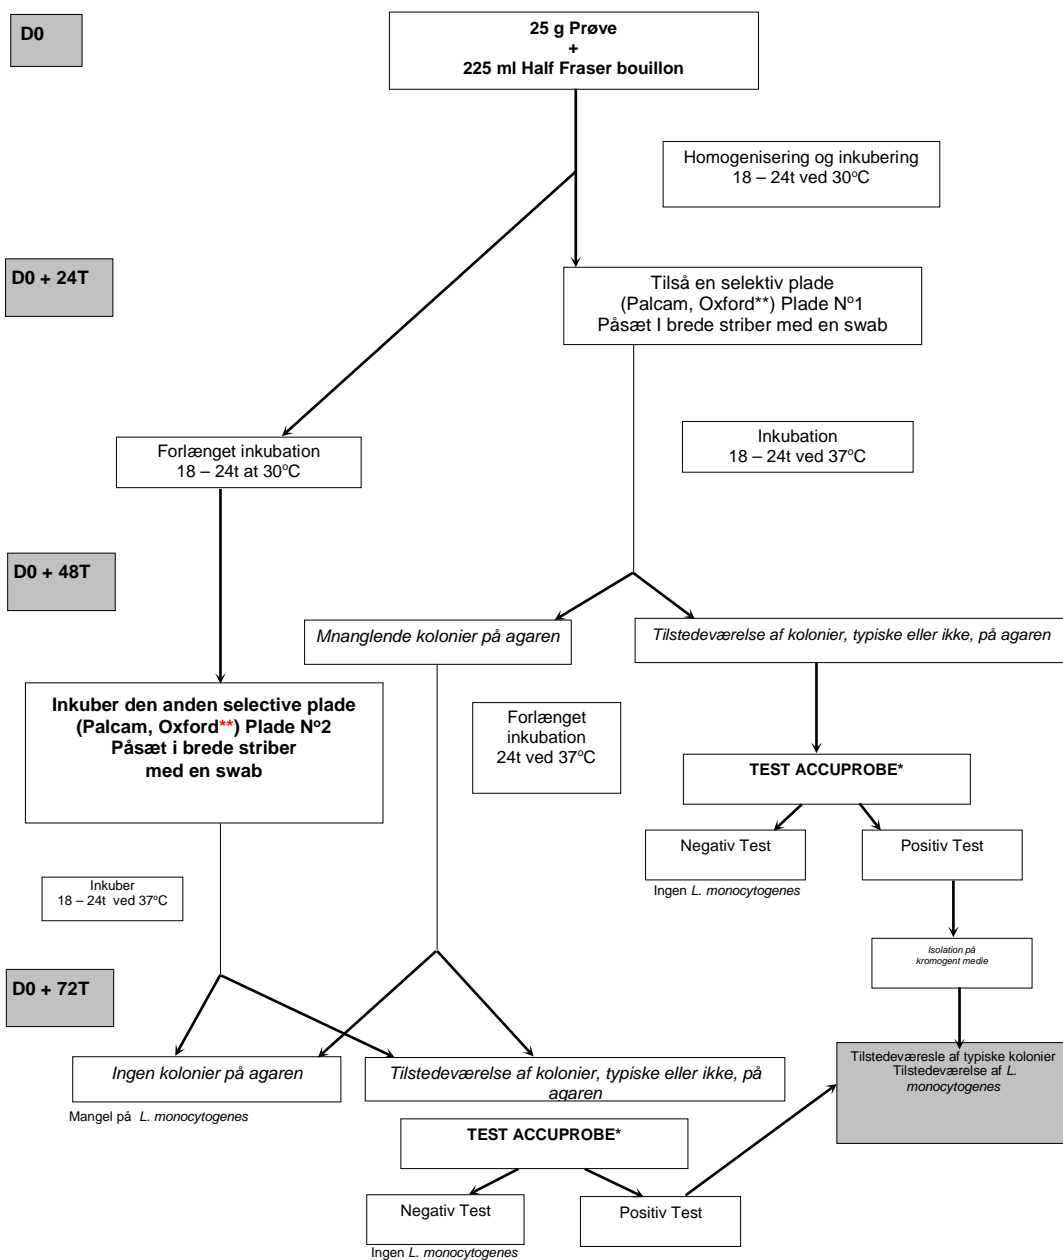 D0
25 g Prøve
+
225 ml Half Fraser bouillon
Homogenisering og inkubering
18 – 24t ved 30°C
D0 + 24T
Tilså en selektiv plade
(Palcam, Oxford**) Plade Nº1
Påsæt I brede striber med en swab
Forlænget inkubation
18 – 24t at 30°C
Inkubation
18 – 24t ved 37°C
D0 + 48T
Mnanglende kolonier på agaren
Tilstedeværelse af kolonier, typiske eller ikke, på agaren
Inkuber den anden selective plade
(Palcam, Oxford**) Plade Nº2
Påsæt i brede striber
med en swab
Forlænget
inkubation
24t ved 37°C
TEST ACCUPROBE*
Negativ Test
Positiv Test
Ingen L. monocytogenes
Inkuber
18 – 24t ved 37°C
Isolation på
kromogent medie
D0 + 72T
Ingen kolonier på agaren
Mangel på L. monocytogenes
Tilstedeværelse af kolonier, typiske eller ikke, på
agaren
Tilstedeværesle af typiske kolonier
Tilstedeværelse af L.
monocytogenes
TEST ACCUPROBE*
Negativ Test
Positiv Test
Ingen L. monocytogenes